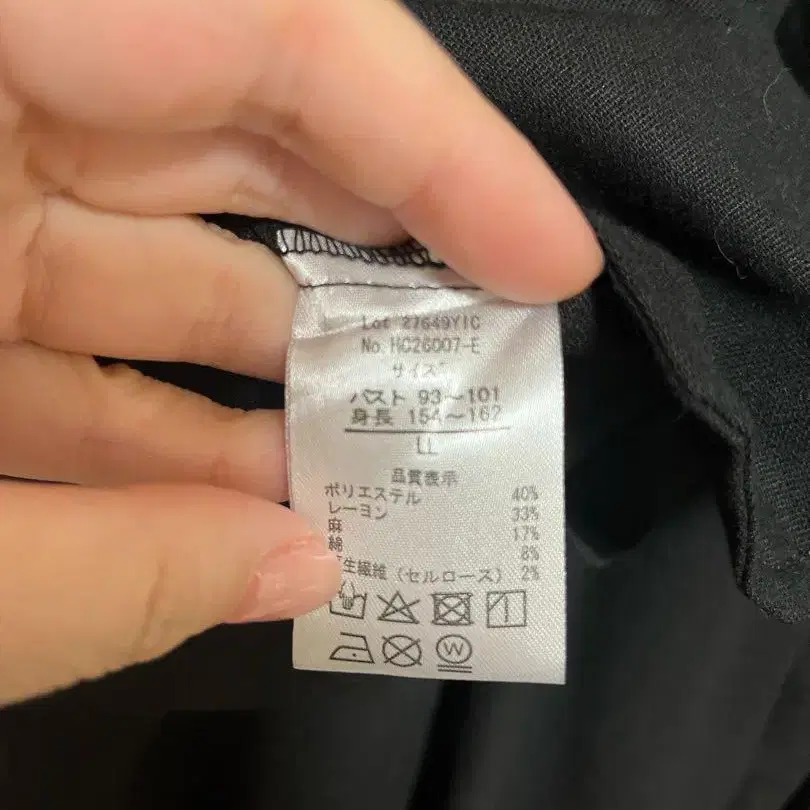 Lot 27649YIC
No. HC26007-E
サイズ
バスト 93～101
身長 154～162
LL
品質表示
ポリエステル 40%
レーヨン 33%
麻 17%
綿 8%
生繊維（セルロース） 2%
W